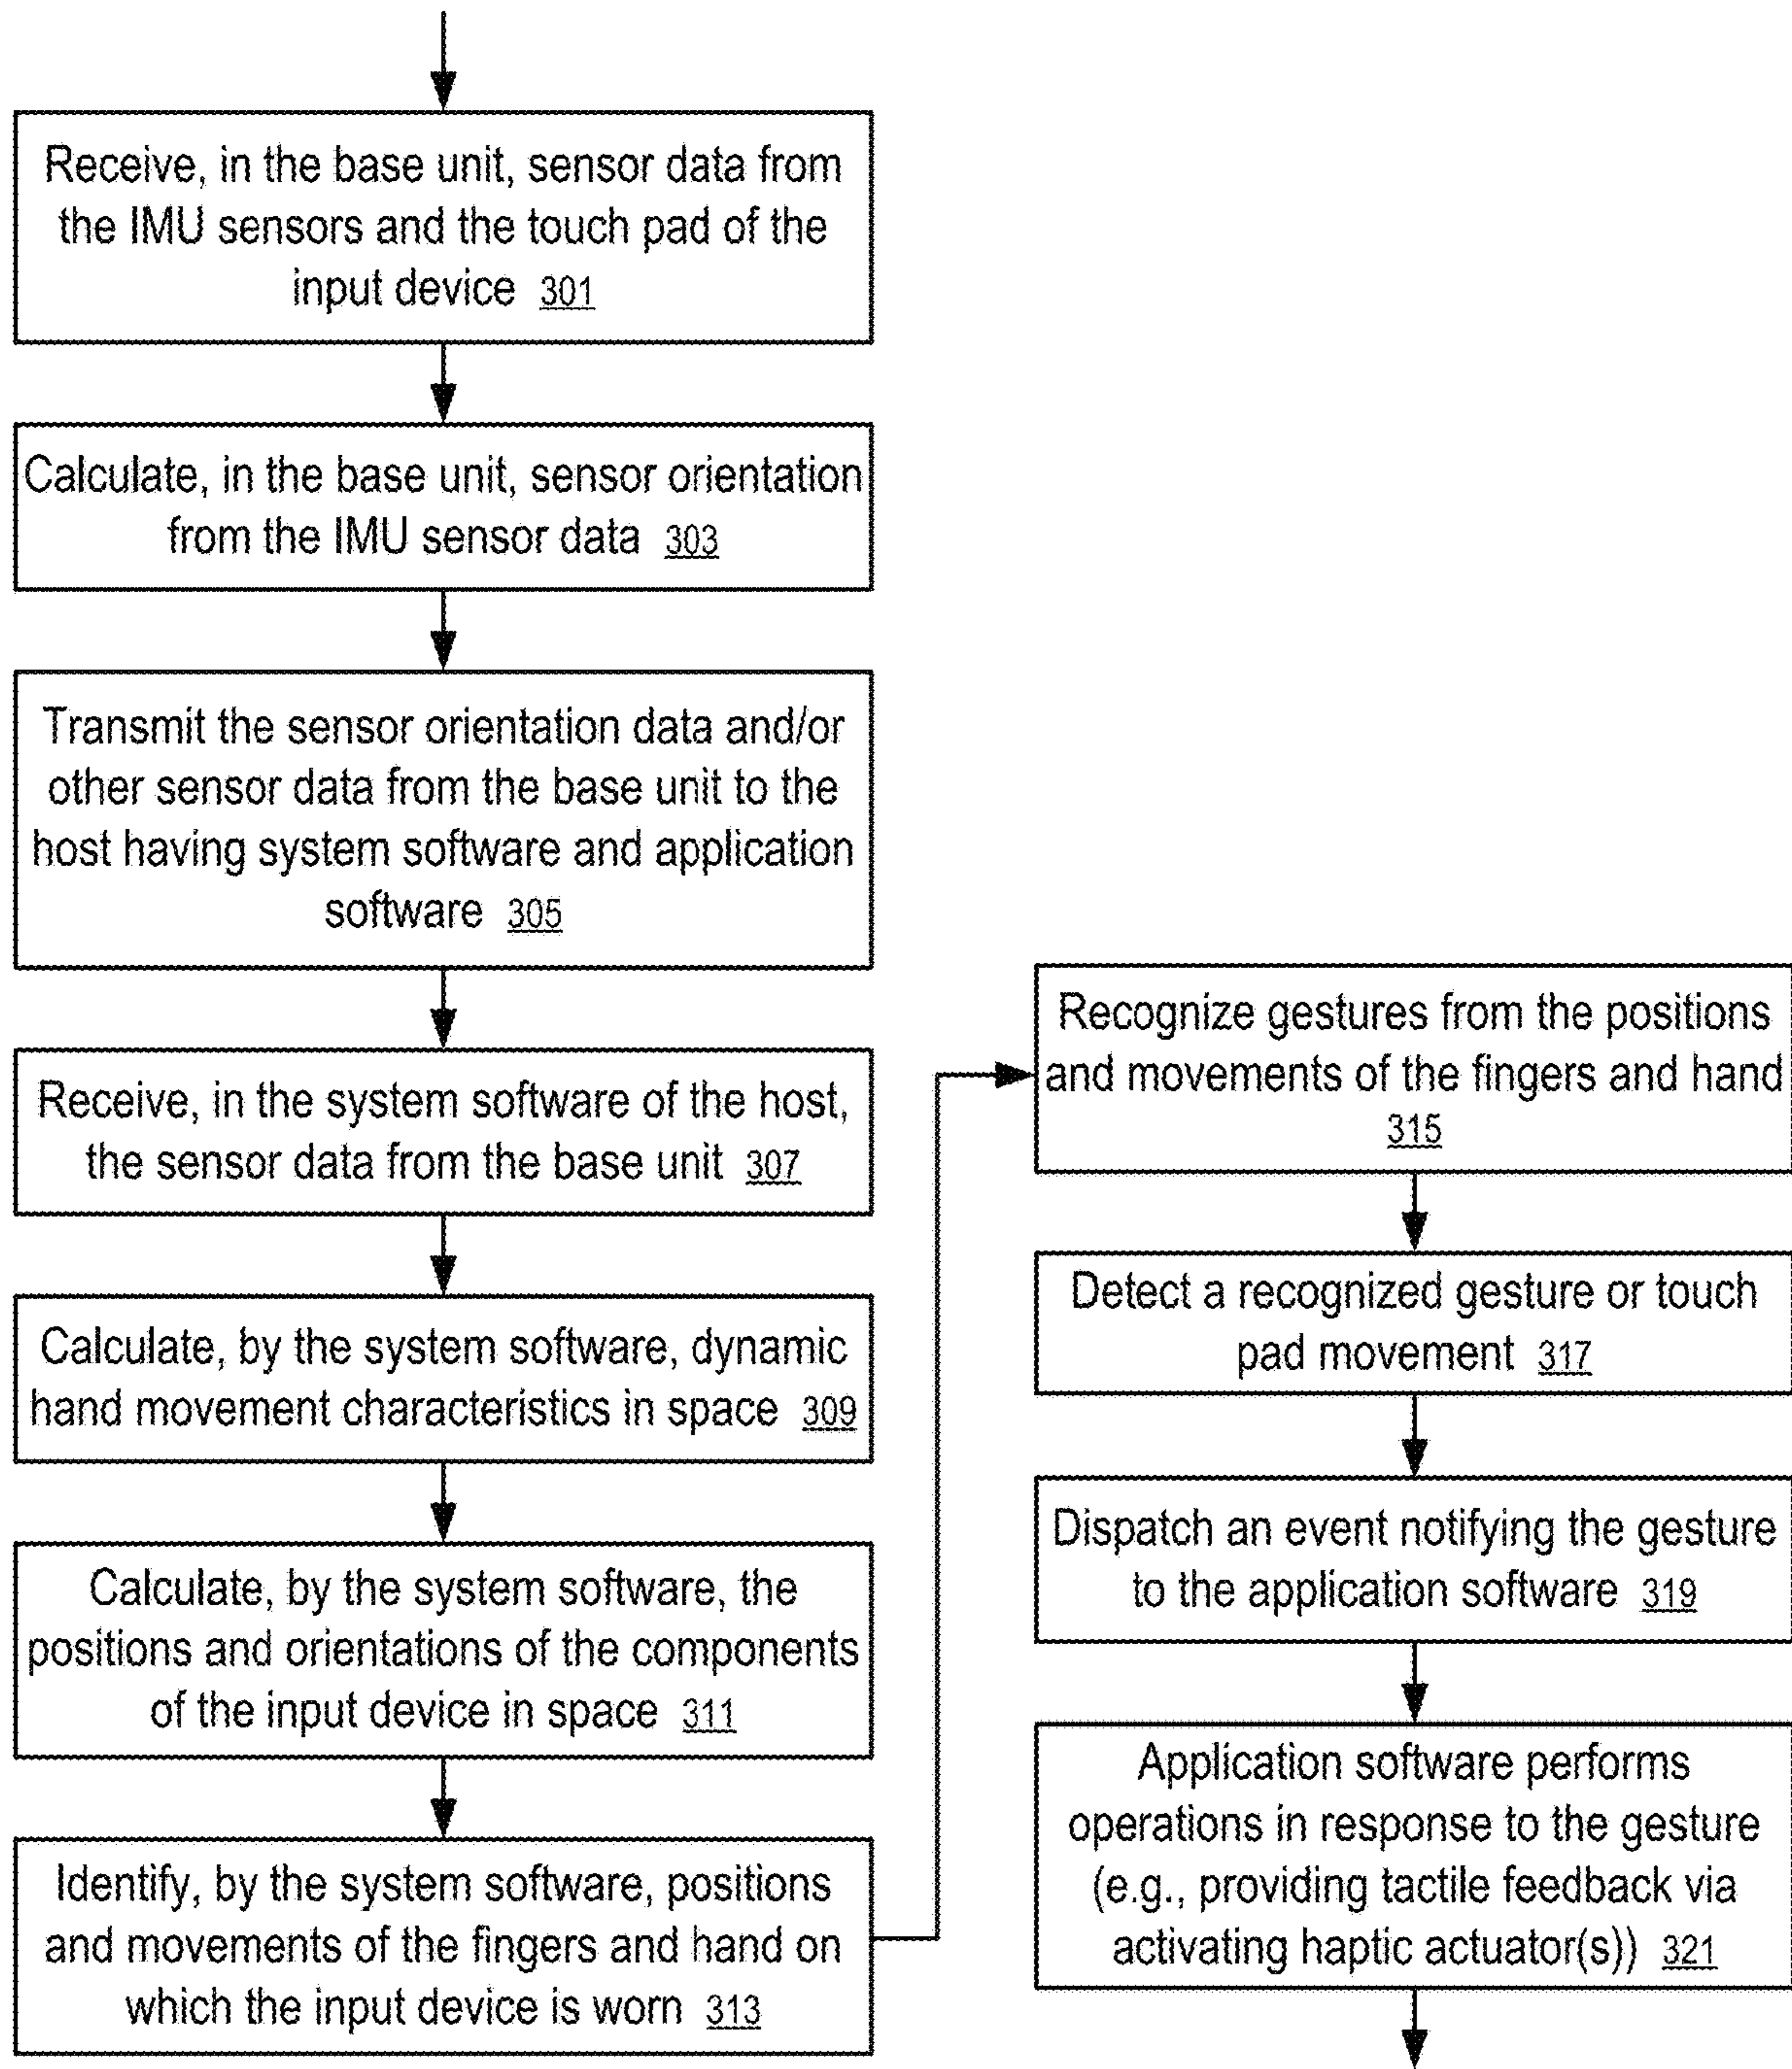 Receive, in the base unit, sensor data from
the IMU sensors and the touch pad of the
input device 301
Calculate, in the base unit, sensor orientation
from the IMU sensor data 303
Transmit the sensor orientation data and/or
other sensor data from the base unit to the
host having system software and application
software 305
Receive, in the system software of the host,
the sensor data from the base unit 307
Calculate, by the system software, dynamic
hand movement characteristics in space 309
Calculate, by the system software, the
positions and orientations of the components
of the input device in space 311
Identify, by the system software, positions
and movements of the fingers and hand on
which the input device is worn 313
Recognize gestures from the positions
and movements of the fingers and hand
315
Detect a recognized gesture or touch
pad movement 317
Dispatch an event notifying the gesture
to the application software 319
Application software performs
operations in response to the gesture
(e.g., providing tactile feedback via
activating haptic actuator(s)) 321